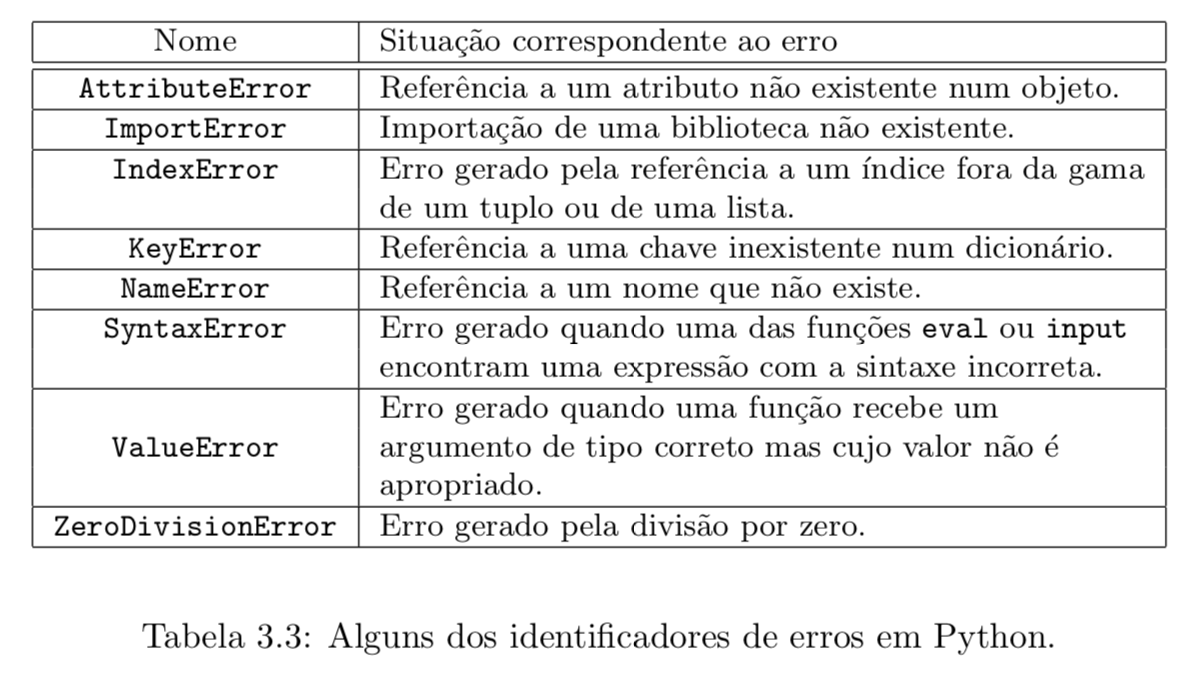 Nome Situação correspondente ao erro
AttributeError Referência a um atributo não existente num objeto.
ImportError Importação de uma biblioteca não existente.
IndexError Erro gerado pela referência a um índice fora da gama
de um tuplo ou de uma lista.
KeyError Referência a uma chave inexistente num dicionário.
NameError Referência a um nome que não existe.
SyntaxError Erro gerado quando uma das funções eval ou input
encontram uma expressão com a sintaxe incorreta.
Erro gerado quando uma função recebe um
ValueError argumento de tipo correto mas cujo valor não é
apropriado.
ZeroDivisionError Erro gerado pela divisão por zero.
Tabela 3.3: Alguns dos identificadores de erros em Python.